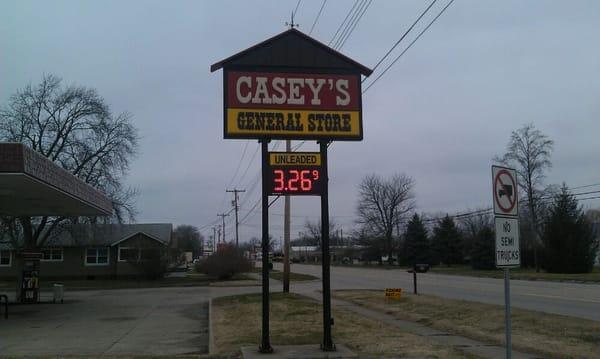 CASEY'S
GENERAL STORE
UNLEADED
3.26⁹
NO
SEMI
TRUCKS